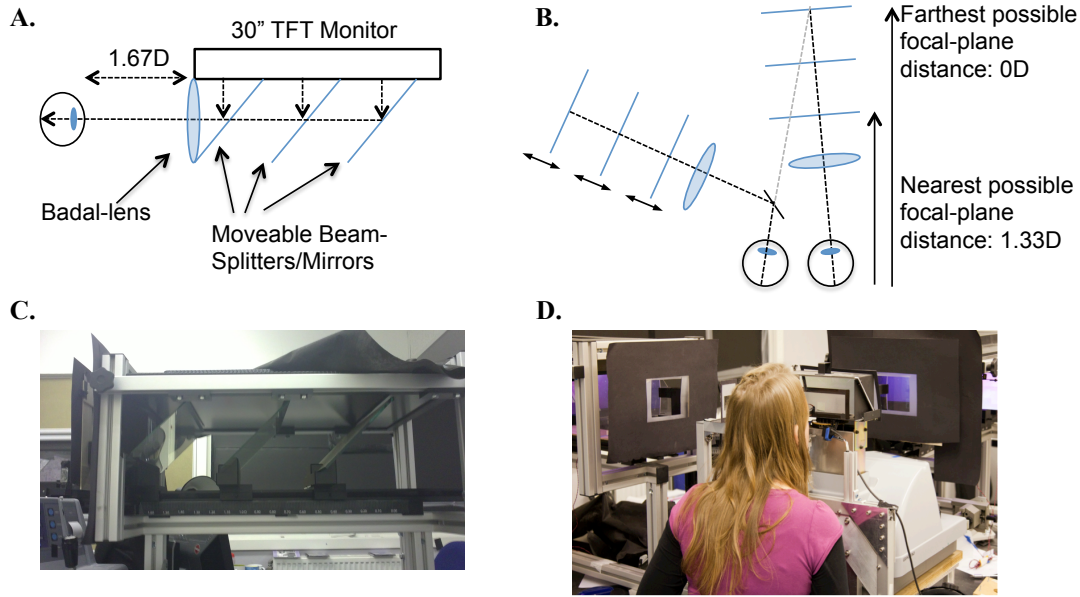 A.
30” TFT Monitor
1.67D
Badal-lens
Moveable Beam-
Splitters/Mirrors
B.
Farthest possible
focal-plane
distance: 0D
Nearest possible
focal-plane
distance: 1.33D
C.
D.